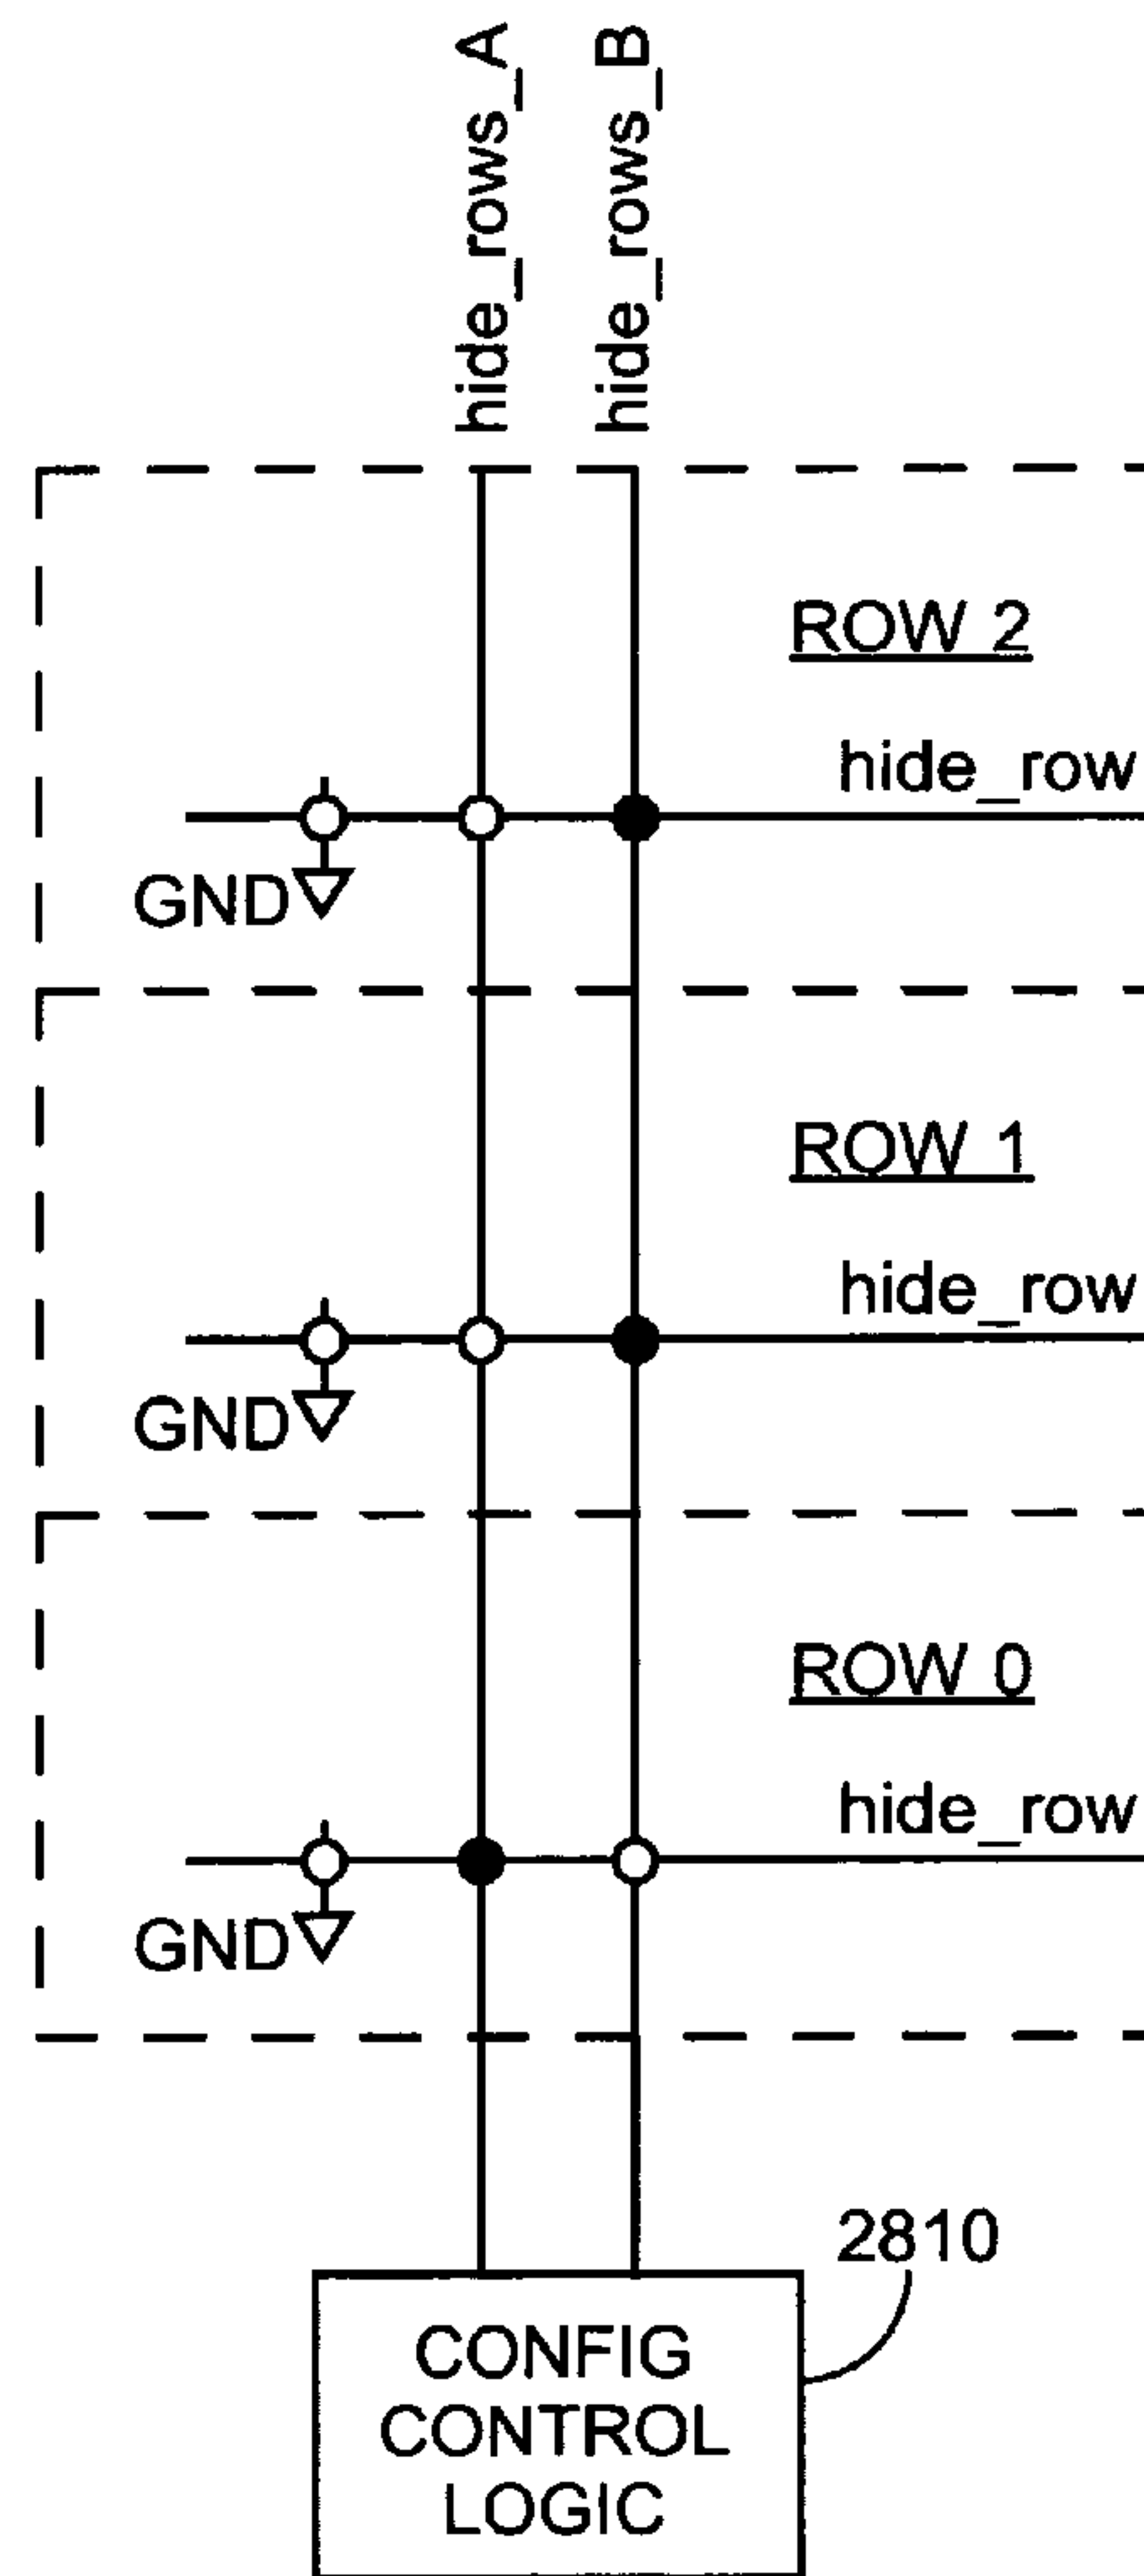 hide_rows_A
hide_rows_B
ROW 2
hide_row
GND
ROW 1
hide_row
GND
ROW 0
hide_row
GND
2810
CONFIG
CONTROL
LOGIC